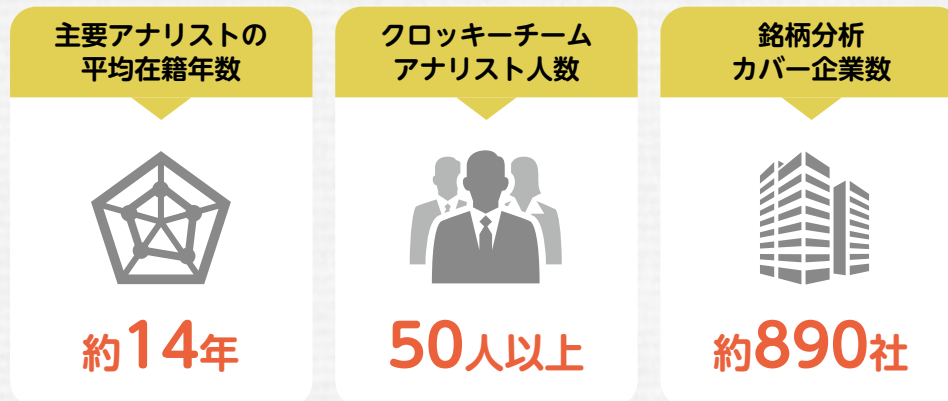 主要アナリストの
平均在籍年数
約14年
クロッキーチーム
アナリスト人数
50人以上
銘柄分析
カバー企業数
約890社